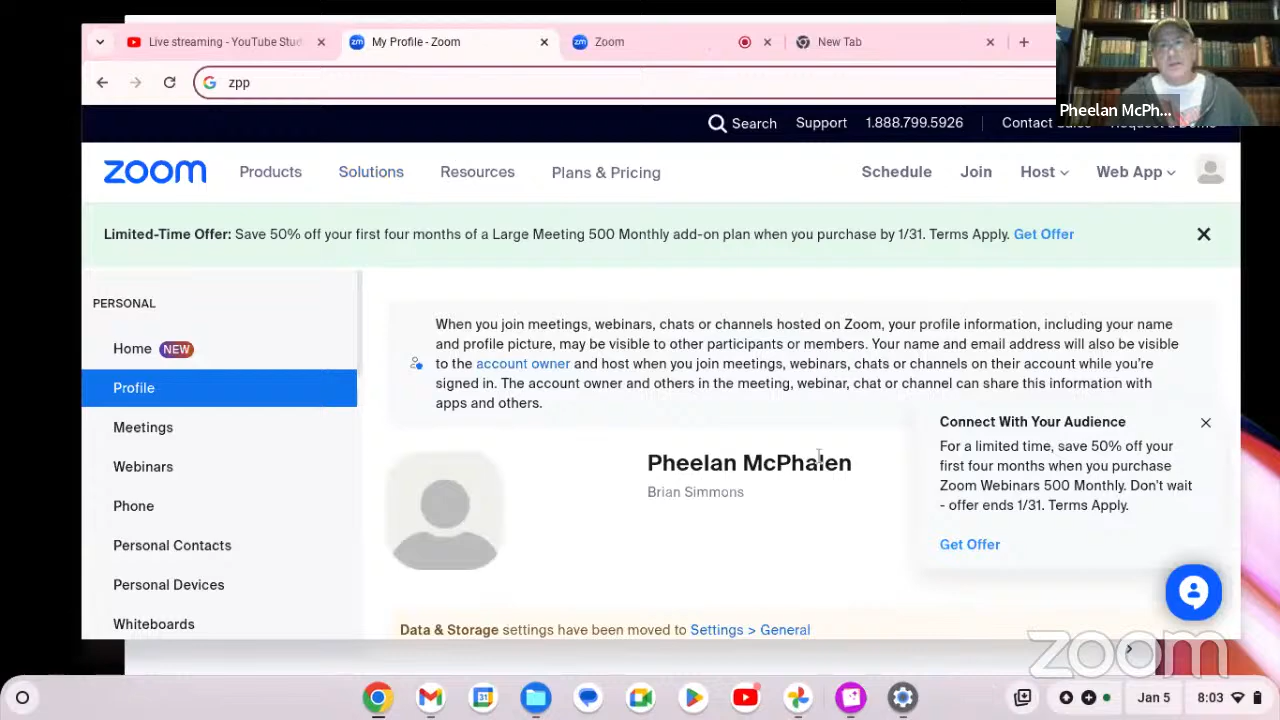 Live streaming - YouTube Stud
My Profile - Zoom
Zoom
New Tab
zpp
Pheelan McPh...
Search
Support
1.888.799.5926
Contact Sales
Request a Demo
zoom
Products
Solutions
Resources
Plans & Pricing
Schedule
Join
Host
Web App
Limited-Time Offer: Save 50% off your first four months of a Large Meeting 500 Monthly add-on plan when you purchase by 1/31. Terms Apply. Get Offer
PERSONAL
Home NEW
Profile
Meetings
Webinars
Phone
Personal Contacts
Personal Devices
Whiteboards
When you join meetings, webinars, chats or channels hosted on Zoom, your profile information, including your name
and profile picture, may be visible to other participants or members. Your name and email address will also be visible
to the account owner and host when you join meetings, webinars, chats or channels on their account while you're
signed in. The account owner and others in the meeting, webinar, chat or channel can share this information with
apps and others.
Pheelan McPhalen
Brian Simmons
Connect With Your Audience
For a limited time, save 50% off your
first four months when you purchase
Zoom Webinars 500 Monthly. Don't wait
- offer ends 1/31. Terms Apply.
Get Offer
Data & Storage settings have been moved to Settings > General
zoom
Jan 5
8:03